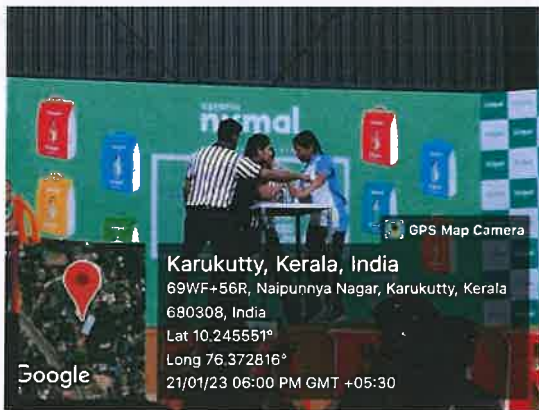 nirmal
GPS Map Camera
Karukutty, Kerala, India
69WF+56R, Naipunnya Nagar, Karukutty, Kerala
680308, India
Lat 10.245551°
Long 76.372816°
21/01/23 06:00 PM GMT +05:30
Google